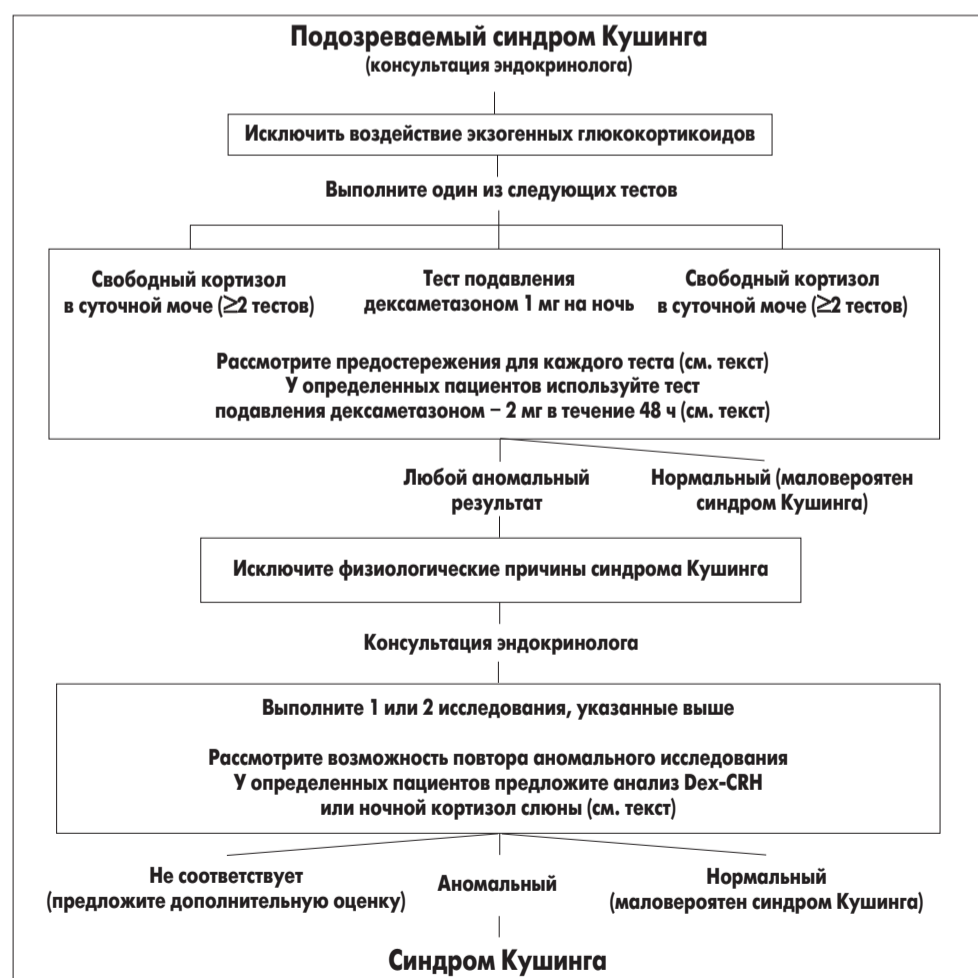 Подозреваемый синдром Кушинга
(консультация эндокринолога)
Исключить воздействие экзогенных глюкокортикоидов
Выполните один из следующих тестов
Свободный кортизол
в суточной моче (≥2 тестов)
Тест подавления
дексаметазоном 1 мг на ночь
Свободный кортизол
в суточной моче (≥2 тестов)
Рассмотрите предостережения для каждого теста (см. текст)
У определенных пациентов используйте тест
подавления дексаметазоном – 2 мг в течение 48 ч (см. текст)
Любой аномальный
результат
Нормальный (маловероятен
синдром Кушинга)
Исключите физиологические причины синдрома Кушинга
Консультация эндокринолога
Выполните 1 или 2 исследования, указанные выше
Рассмотрите возможность повтора аномального исследования
У определенных пациентов предложите анализ Dex-CRH
или ночной кортизол слюны (см. текст)
Не соответствует
(предложите дополнительную оценку)
Аномальный
Нормальный
(маловероятен синдром Кушинга)
Синдром Кушинга